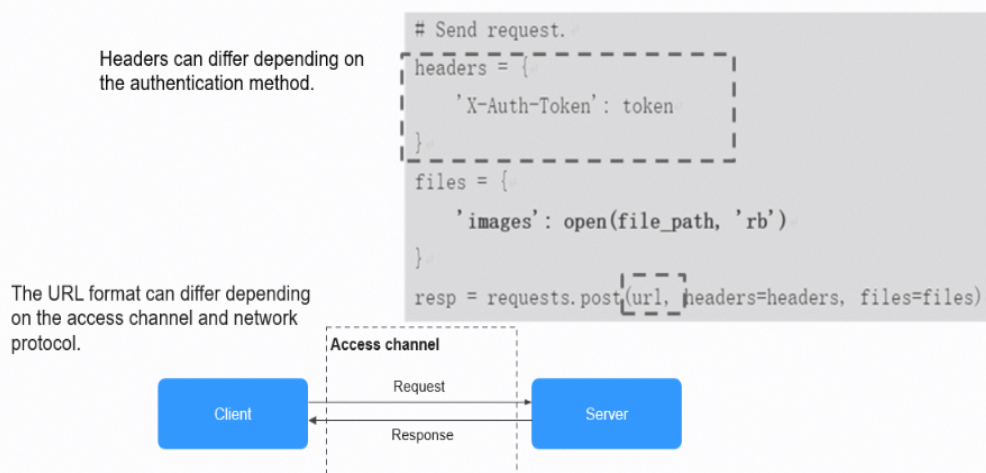 # Send request.
Headers can differ depending on
the authentication method.
headers = {
'X-Auth-Token': token
}
files = {
'images': open(file_path, 'rb')
}
The URL format can differ depending
on the access channel and network
protocol.
resp = requests.post(url, headers=headers, files=files)
Access channel
Client
Request
Response
Server